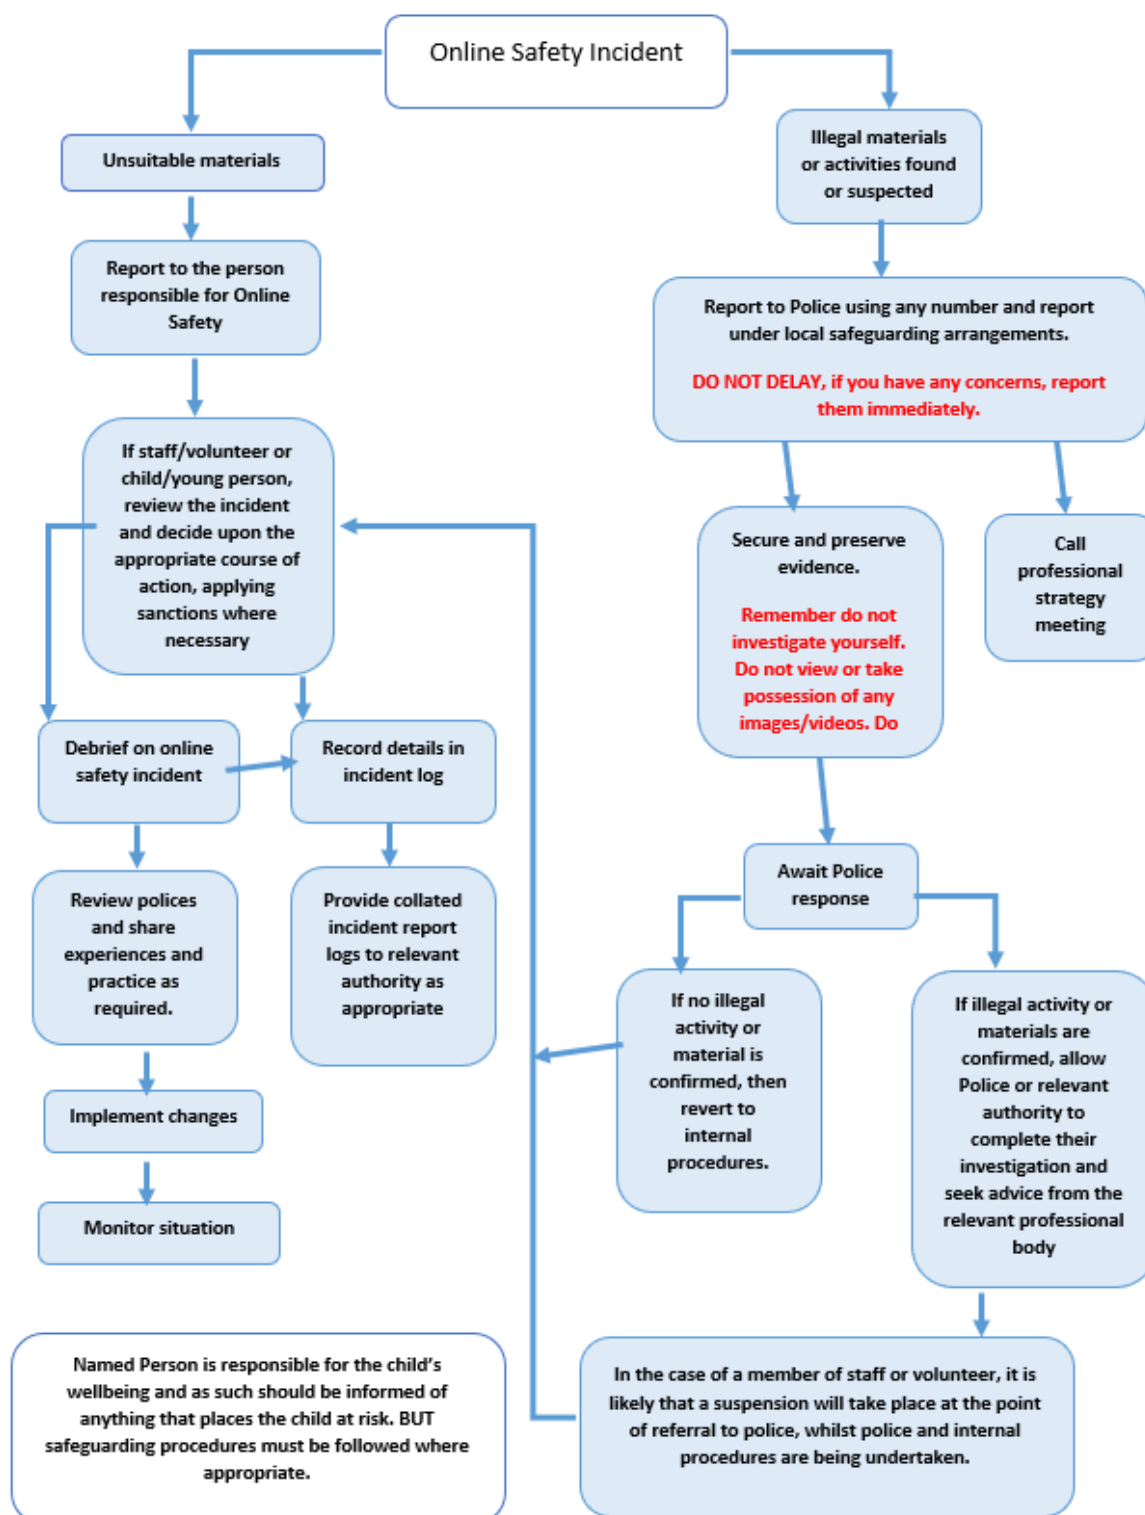 Online Safety Incident
Unsuitable materials
Report to the person
responsible for Online
Safety
If staff/volunteer or
child/young person,
review the incident
and decide upon the
appropriate course of
action, applying
sanctions where
necessary
Debrief on online
safety incident
Record details in
incident log
Review polices
and share
experiences and
practice as
required.
Provide collated
incident report
logs to relevant
authority as
appropriate
Implement changes
Monitor situation
Named Person is responsible for the child’s
wellbeing and as such should be informed of
anything that places the child at risk. BUT
safeguarding procedures must be followed where
appropriate.
Illegal materials
or activities found
or suspected
Report to Police using any number and report
under local safeguarding arrangements.
DO NOT DELAY, if you have any concerns, report
them immediately.
Secure and preserve
evidence.
Remember do not
investigate yourself.
Do not view or take
possession of any
images/videos. Do
Call
professional
strategy
meeting
Await Police
response
If no illegal
activity or
material is
confirmed, then
revert to
internal
procedures.
If illegal activity or
materials are
confirmed, allow
Police or relevant
authority to
complete their
investigation and
seek advice from the
relevant professional
body
In the case of a member of staff or volunteer, it is
likely that a suspension will take place at the point
of referral to police, whilst police and internal
procedures are being undertaken.